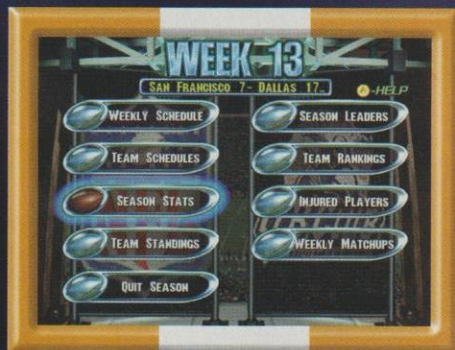 WEEK 13
SAN FRANCISCO 7- DALLAS 17
A-HELP
WEEKLY SCHEDULE
TEAM SCHEDULES
SEASON STATS
TEAM STANDINGS
QUIT SEASON
SEASON LEADERS
TEAM RANKINGS
INJURED PLAYERS
WEEKLY MATCHUPS